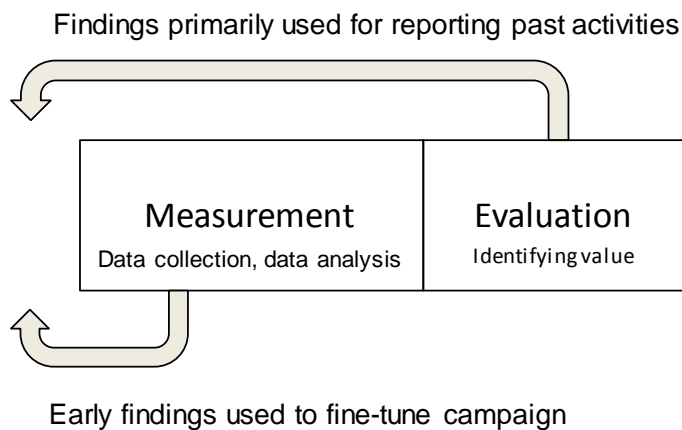 Findings primarily used for reporting past activities
Measurement
Data collection, data analysis
Evaluation
Identifying value
Early findings used to fine-tune campaign